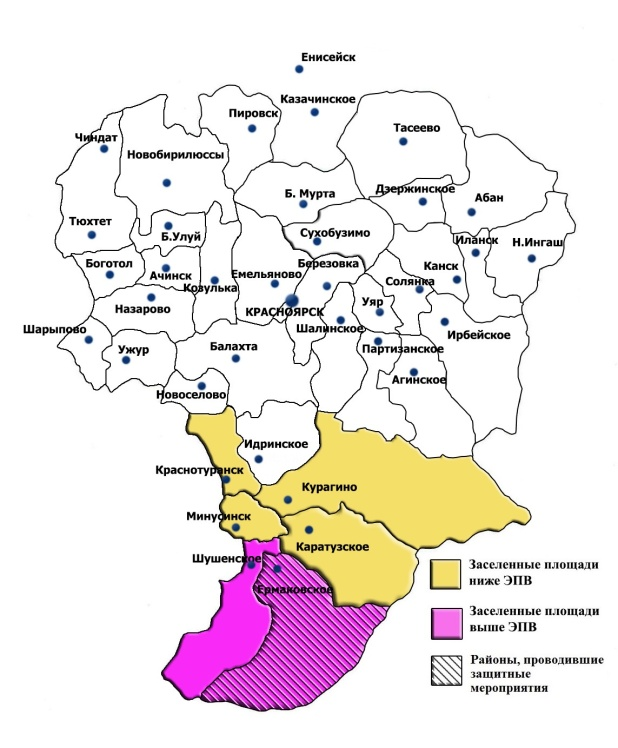 Енисейск
Казачинское
Пировск
Тасеево
Чиндат
Новобирилюссы
Б. Мурта
Дзержинское
Абан
Тюхтет
Б.Улуй
Сухобузимо
Иланск
Н.Ингаш
Боготол
Ачинск
Козулька
Емельяново
Березовка
Солянка
Канск
Назарово
КРАСНОЯРСК
Уяр
Шалинское
Ирбейское
Шарыпово
Ужур
Балахта
Партизанское
Агинское
Новоселово
Идринское
Краснотуранск
Курагино
Минусинск
Каратузское
Шушенское
Ермаковское
Заселенные площади
ниже ЭПВ
Заселенные площади
выше ЭПВ
Районы, проводившие
защитные
мероприятия